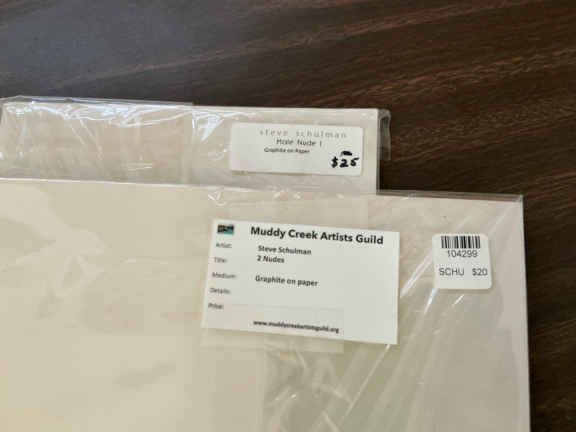 steve schulman
Male Nude 1
Graphite on Paper
$25
Muddy Creek Artists Guild
Artist: Steve Schulman
Title: 2 Nudes
Medium: Graphite on paper
Details:
Price:
www.muddycreekartistsguild.org
104299
SCHU $20